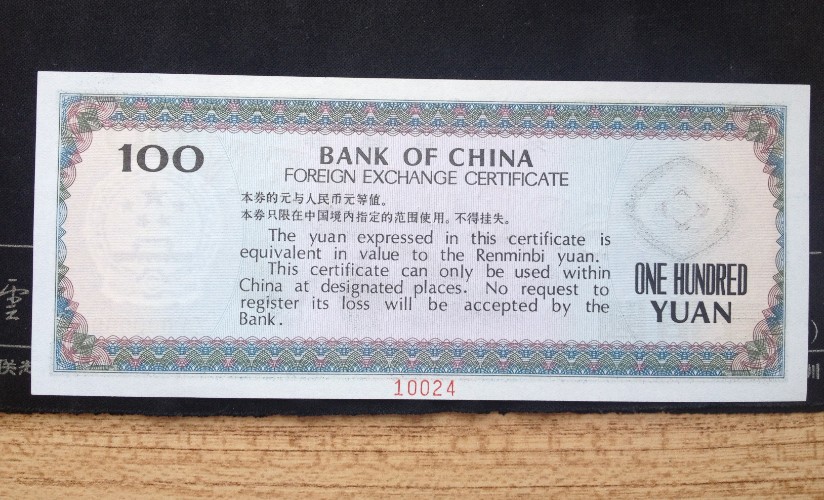 100
BANK OF CHINA
FOREIGN EXCHANGE CERTIFICATE
本券的元与人民币元等值。
本券只限在中国境内指定的范围使用。不得挂失。
The yuan expressed in this certificate is
equivalent in value to the Renminbi yuan.
This certificate can only be used within
China at designated places. No request to
register its loss will be accepted by the
Bank.
ONE HUNDRED
YUAN
10024
雲